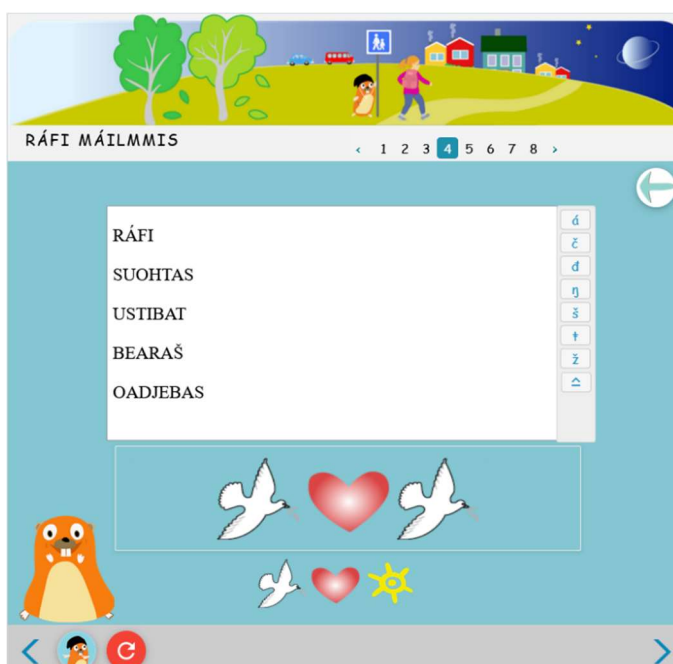 RÁFI MÁILMMIS
‹ 1 2 3 4 5 6 7 8 ›
RÁFI
SUOHTAS
USTIBAT
BEARAŠ
OADJEBAS
á
č
đ
ŋ
š
ŧ
ž